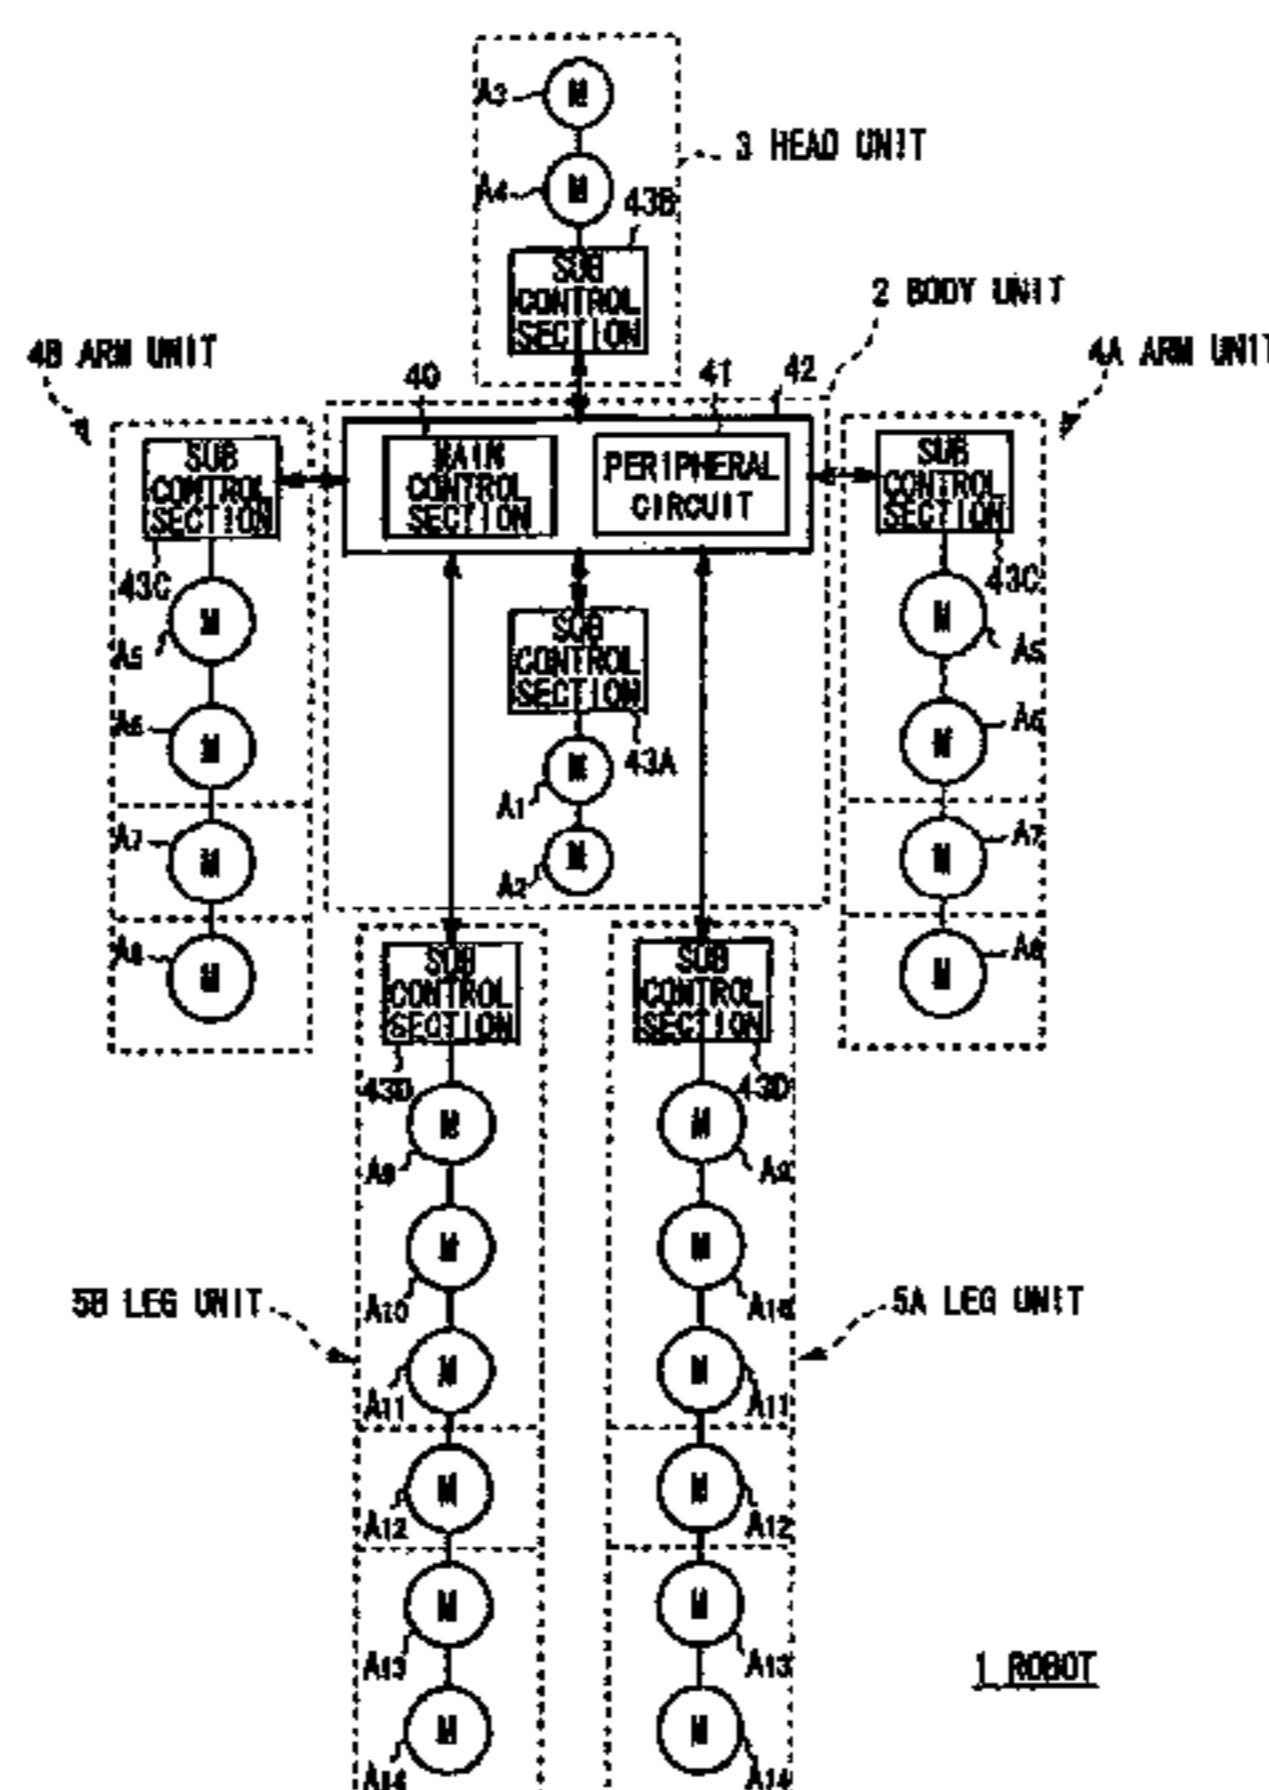 A3
M
3 HEAD UNIT
A4
M
43B
SUB
CONTROL
SECTION
2 BODY UNIT
4B ARM UNIT
4A ARM UNIT
40
41
42
SUB
CONTROL
SECTION
MAIN
CONTROL
SECTION
PERIPHERAL
CIRCUIT
SUB
CONTROL
SECTION
43C
43C
M
A5
M
A5
SUB
CONTROL
SECTION
43A
A6
M
A6
M
M
A1
M
A2
A7
M
A7
M
A8
M
A8
M
SUB
CONTROL
SECTION
SUB
CONTROL
SECTION
43D
43D
M
A9
M
A9
M
A10
M
A10
5B LEG UNIT
5A LEG UNIT
M
A11
M
A11
M
A12
M
A12
M
A13
M
A13
1 ROBOT
M
A14
M
A14